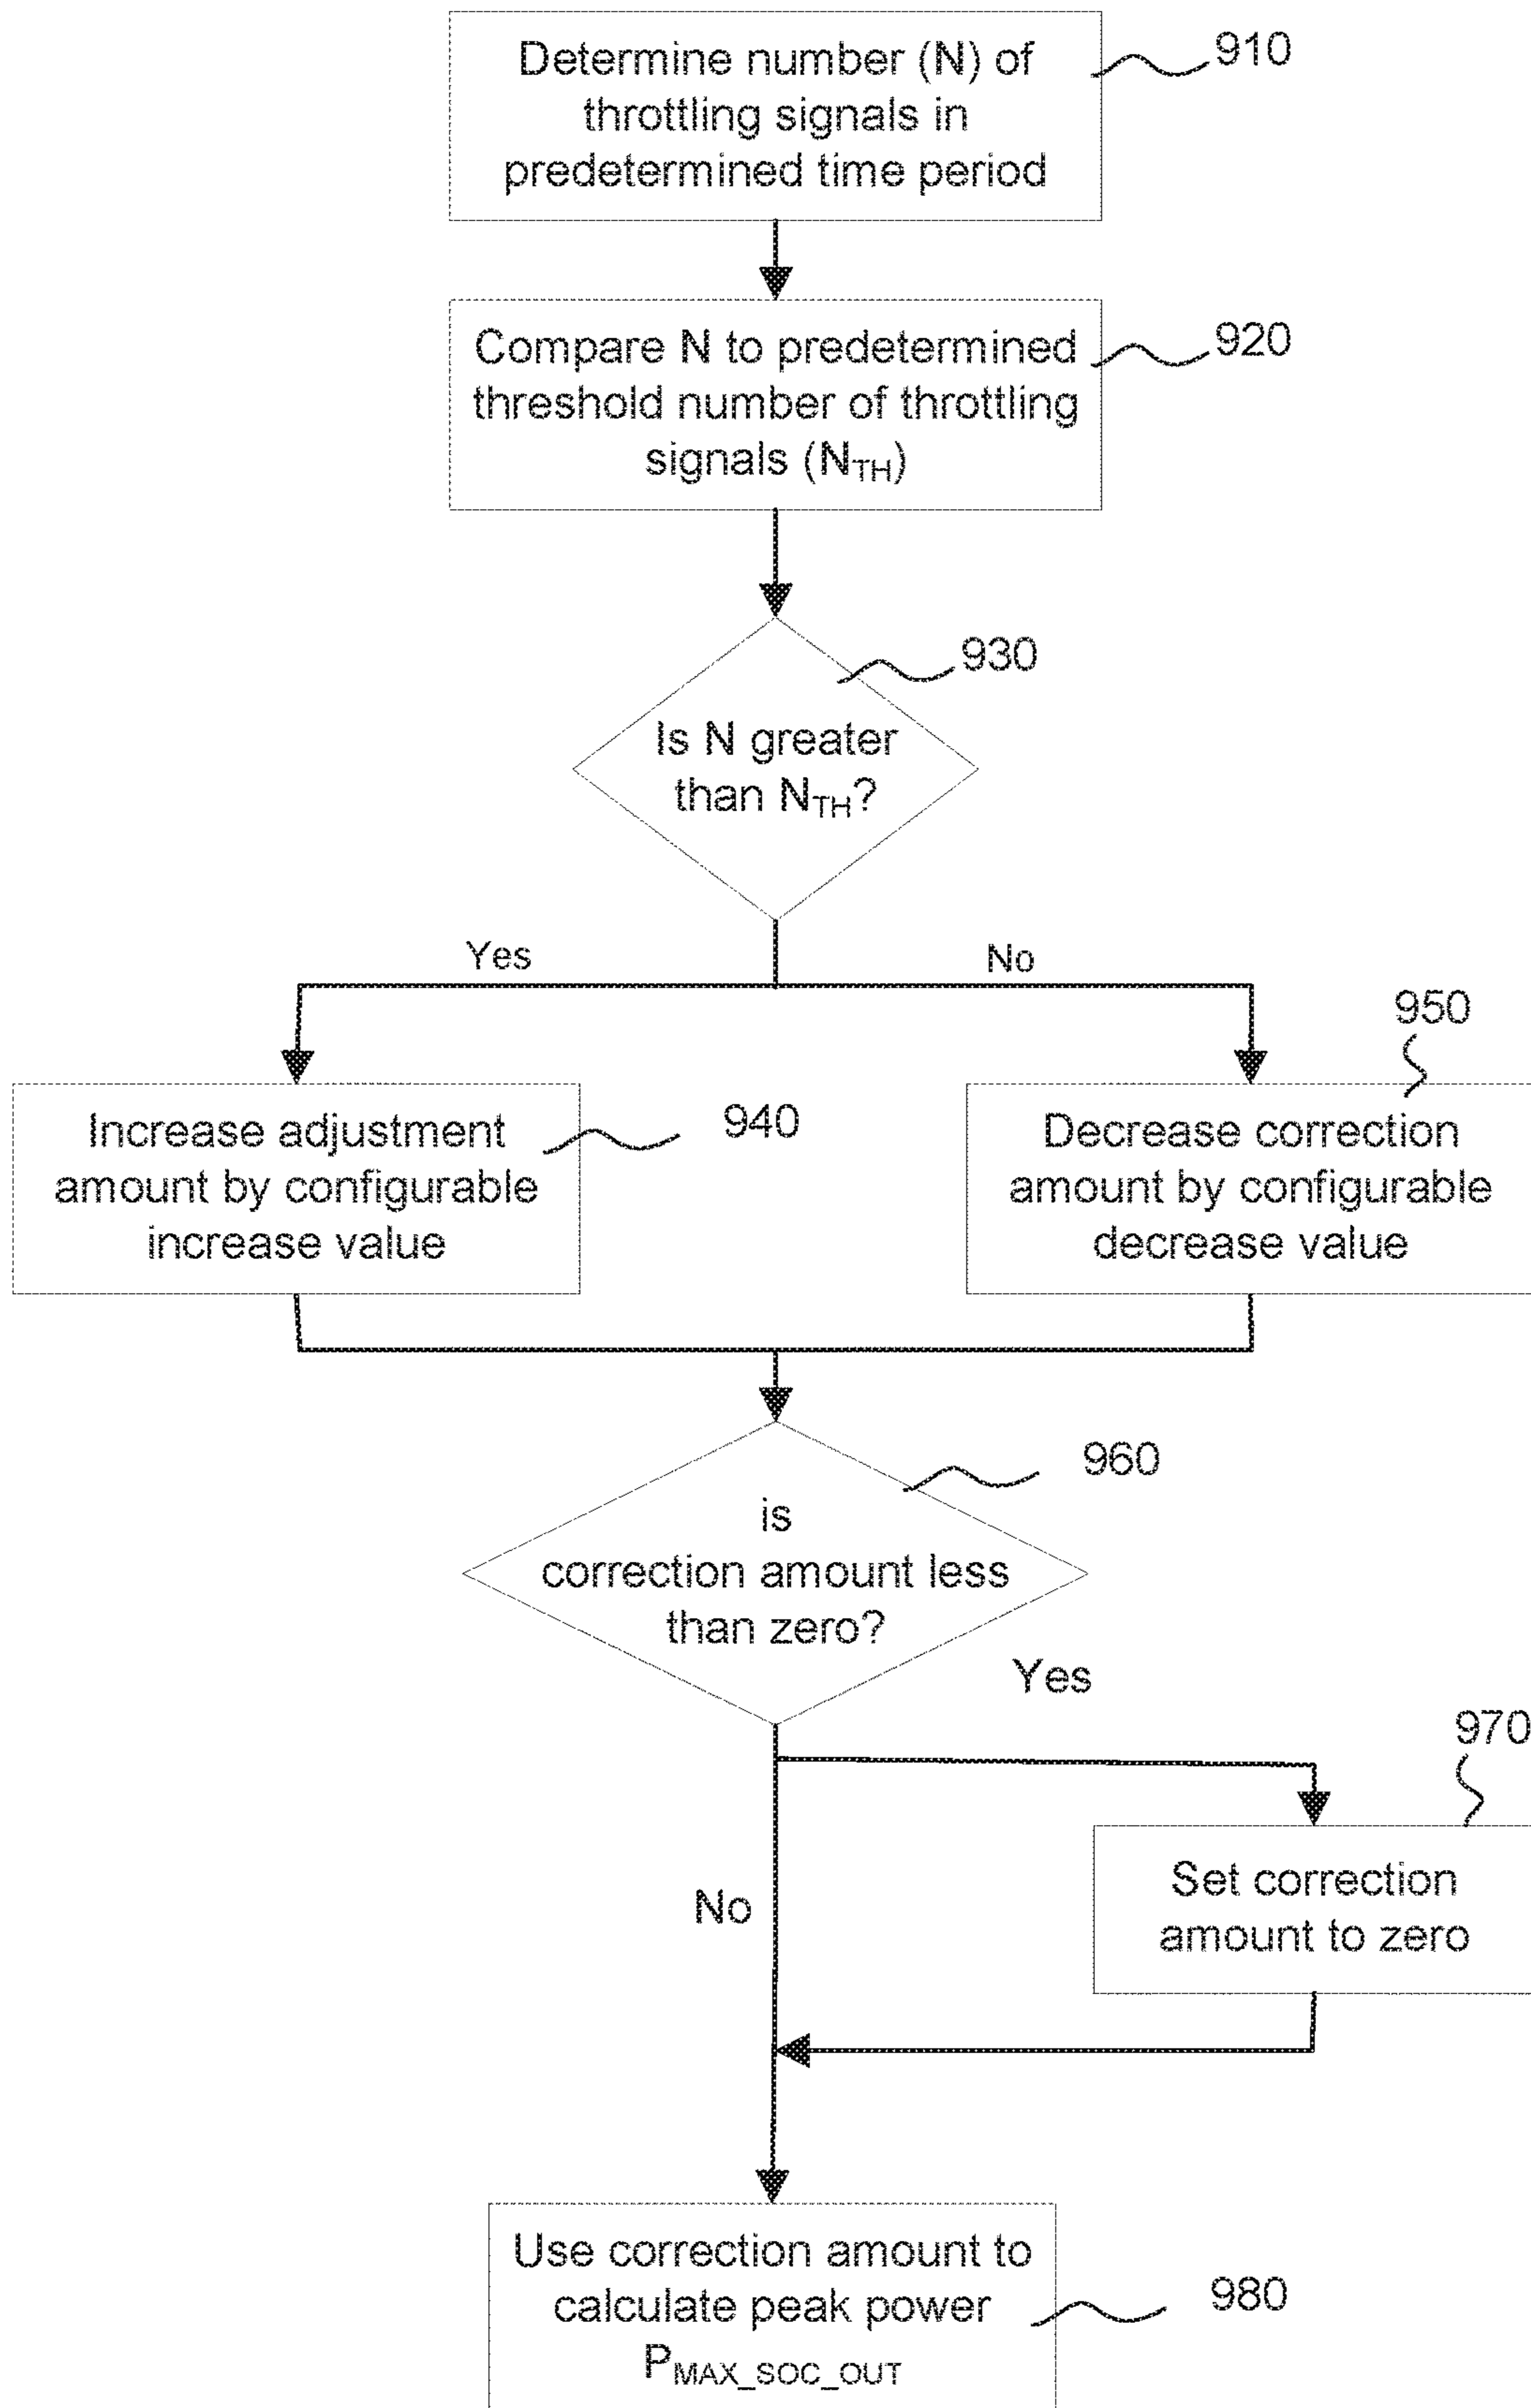 Determine number (N) of
throttling signals in
predetermined time period
910
Compare N to predetermined
threshold number of throttling
signals (NTH)
920
930
Is N greater
than NTH?
Yes
No
950
Increase adjustment
amount by configurable
increase value
940
Decrease correction
amount by configurable
decrease value
960
is
correction amount less
than zero?
Yes
970
Set correction
amount to zero
No
Use correction amount to
calculate peak power
PMAX_SOC_OUT
980